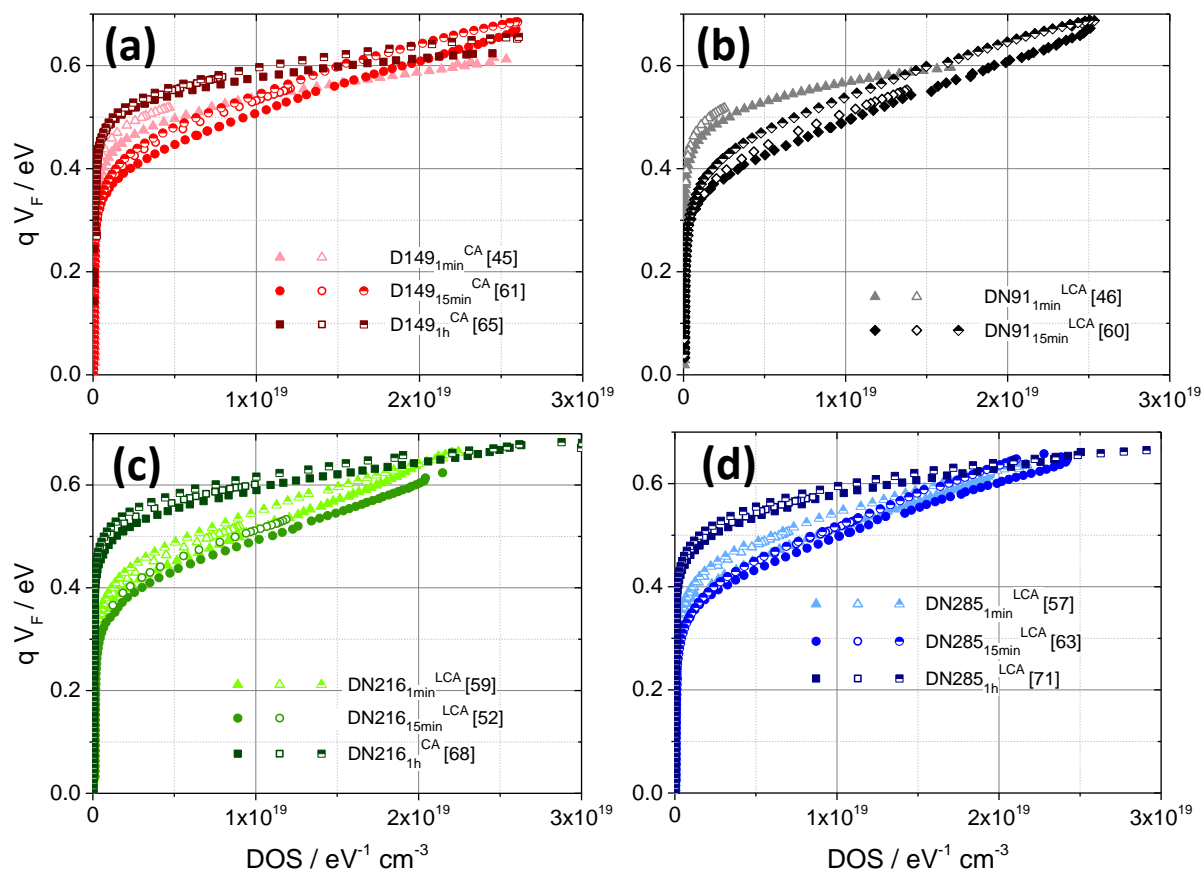 (a)
q V_F / eV
0.6
0.4
0.2
0.0
D149_1min^CA [45]
D149_15min^CA [61]
D149_1h^CA [65]
0 1x10^19 2x10^19 3x10^19
(b)
0.6
0.4
0.2
0.0
DN91_1min^LCA [46]
DN91_15min^LCA [60]
0 1x10^19 2x10^19 3x10^19
(c)
q V_F / eV
0.6
0.4
0.2
0.0
DN216_1min^LCA [59]
DN216_15min^LCA [52]
DN216_1h^CA [68]
0 1x10^19 2x10^19 3x10^19
DOS / eV^-1 cm^-3
(d)
0.6
0.4
0.2
0.0
DN285_1min^LCA [57]
DN285_15min^LCA [63]
DN285_1h^LCA [71]
0 1x10^19 2x10^19 3x10^19
DOS / eV^-1 cm^-3